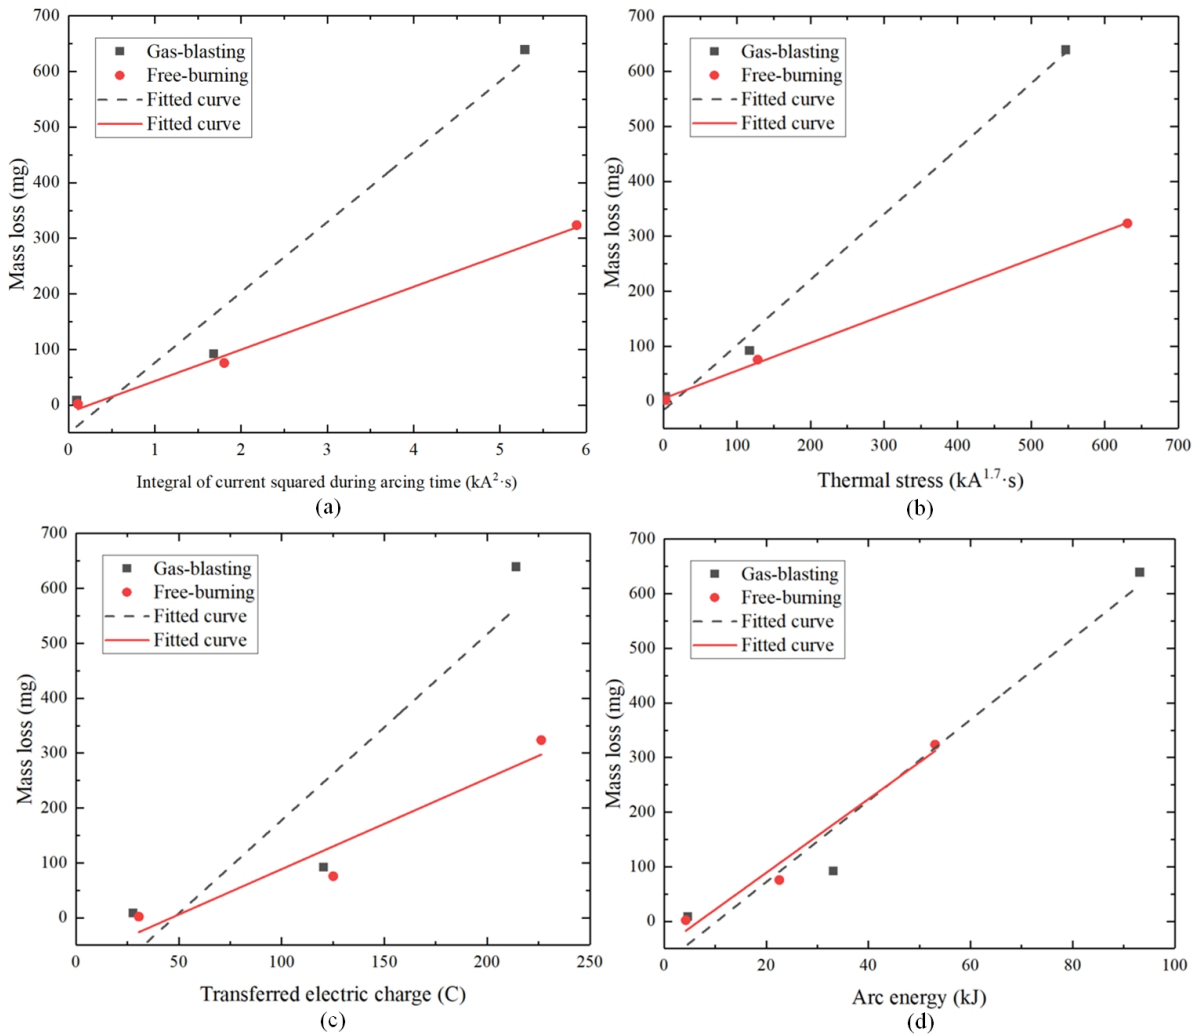 700
600
500
400
300
200
100
0
Mass loss (mg)
Gas-blasting
Free-burning
Fitted curve
Fitted curve
0 1 2 3 4 5 6
Integral of current squared during arcing time (kA²·s)
(a)
700
600
500
400
300
200
100
0
Mass loss (mg)
Gas-blasting
Free-burning
Fitted curve
Fitted curve
0 100 200 300 400 500 600 700
Thermal stress (kA¹·⁷·s)
(b)
700
600
500
400
300
200
100
0
Mass loss (mg)
Gas-blasting
Free-burning
Fitted curve
Fitted curve
0 50 100 150 200 250
Transferred electric charge (C)
(c)
700
600
500
400
300
200
100
0
Mass loss (mg)
Gas-blasting
Free-burning
Fitted curve
Fitted curve
0 20 40 60 80 100
Arc energy (kJ)
(d)